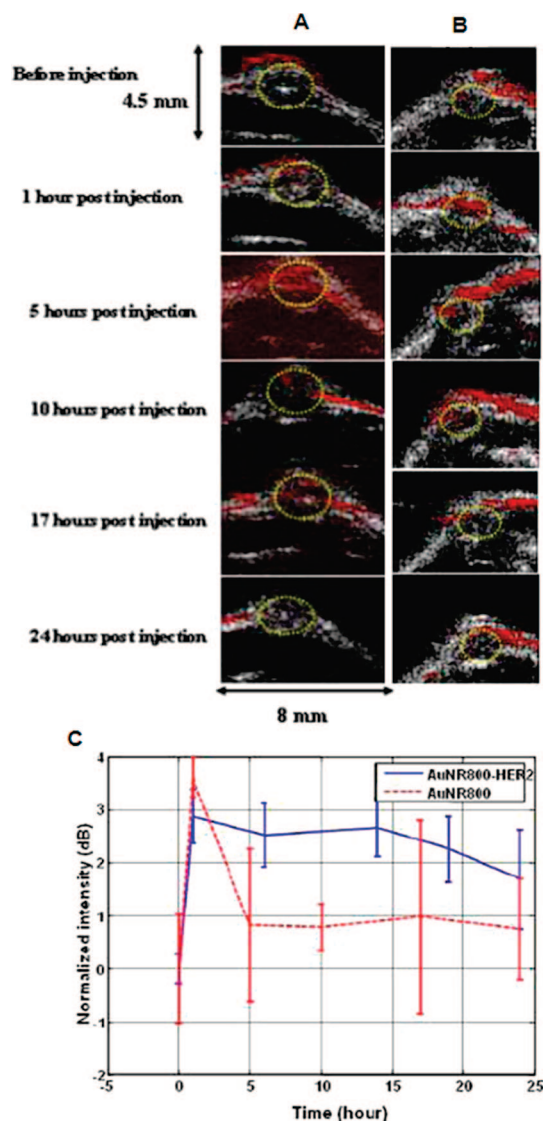 A B
Before injection
4.5 mm
1 hour post injection
5 hours post injection
10 hours post injection
17 hours post injection
24 hours post injection
8 mm
C
4
3
2
1
0
-1
-2
AuNR800-HER2
AuNR800
Normalized intensity (dB)
-5 0 5 10 15 20 25
Time (hour)